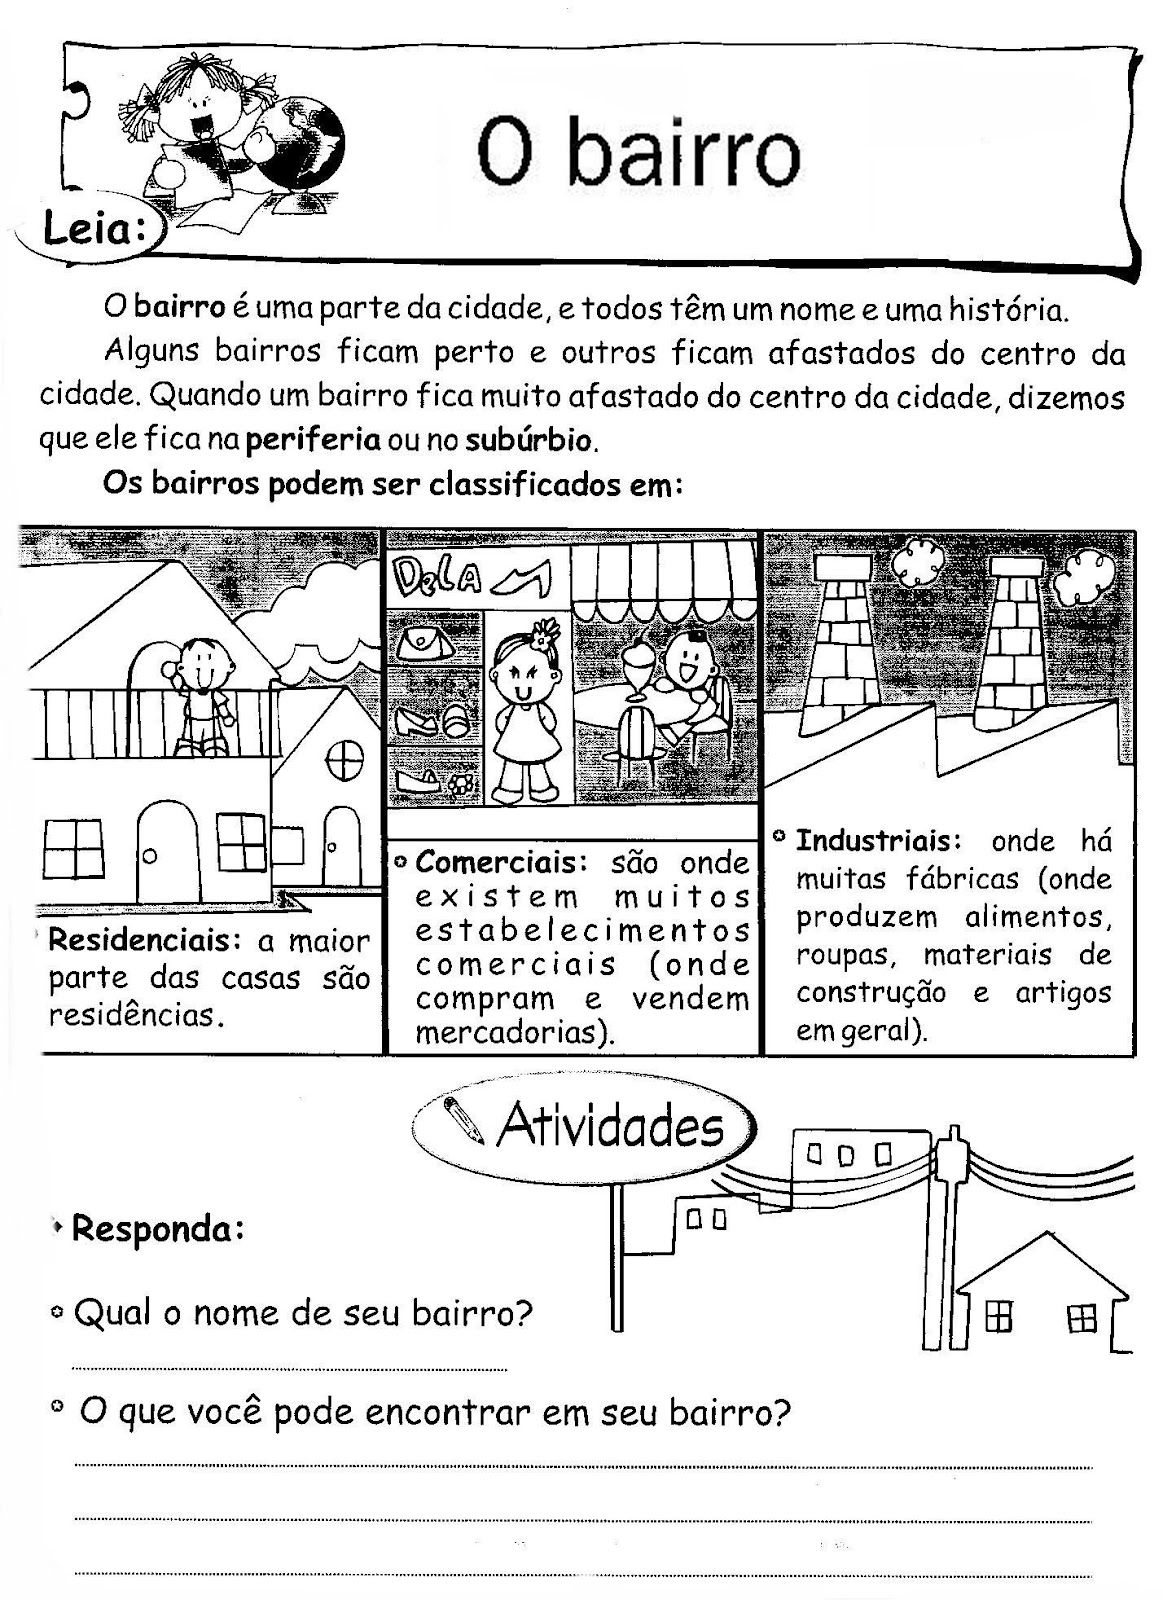 O bairro
Leia:
O bairro é uma parte da cidade, e todos têm um nome e uma história.
Alguns bairros ficam perto e outros ficam afastados do centro da
cidade. Quando um bairro fica muito afastado do centro da cidade, dizemos
que ele fica na periferia ou no subúrbio.
Os bairros podem ser classificados em:
DeLA
Residenciais: a maior
parte das casas são
residências.
Comerciais: são onde
existem muitos
estabelecimentos
comerciais (onde
compram e vendem
mercadorias).
Industriais: onde há
muitas fábricas (onde
produzem alimentos,
roupas, materiais de
construção e artigos
em geral).
Atividades
Responda:
Qual o nome de seu bairro?
O que você pode encontrar em seu bairro?